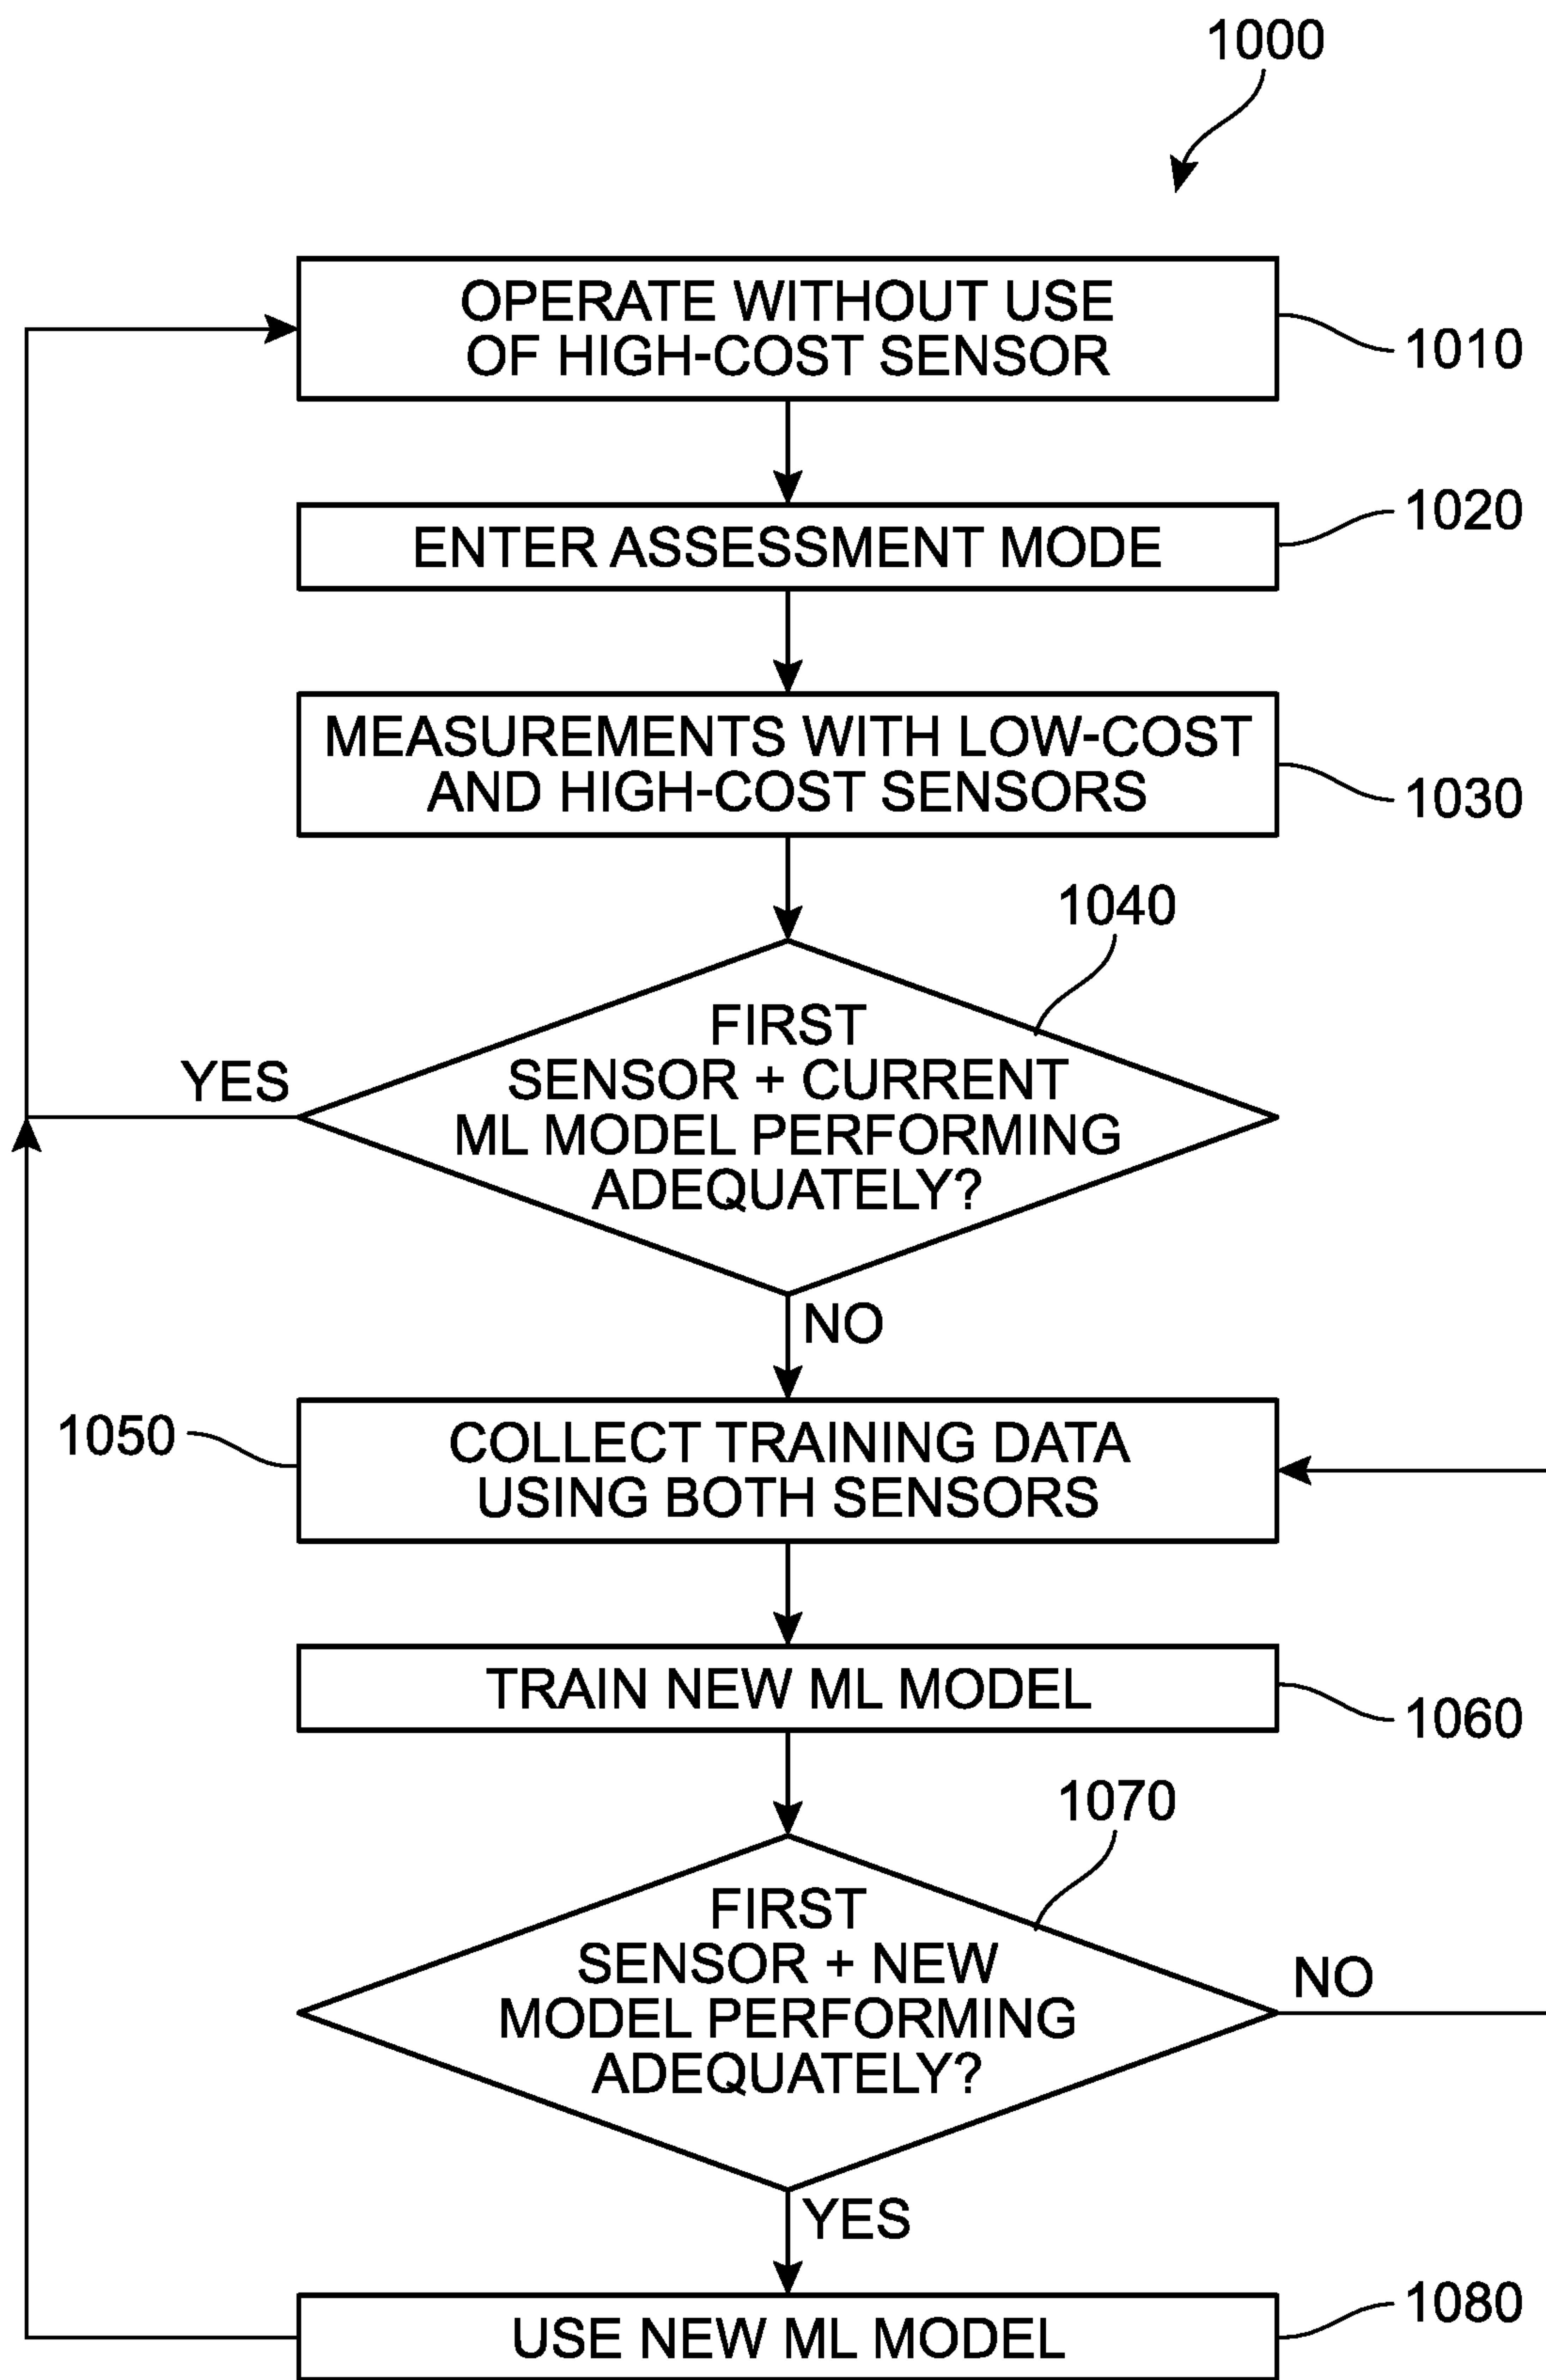 1000
OPERATE WITHOUT USE
OF HIGH-COST SENSOR
1010
1020
ENTER ASSESSMENT MODE
MEASUREMENTS WITH LOW-COST
AND HIGH-COST SENSORS
1030
1040
FIRST
SENSOR + CURRENT
ML MODEL PERFORMING
ADEQUATELY?
YES
NO
1050
COLLECT TRAINING DATA
USING BOTH SENSORS
TRAIN NEW ML MODEL
1060
1070
FIRST
SENSOR + NEW
MODEL PERFORMING
ADEQUATELY?
NO
YES
1080
USE NEW ML MODEL